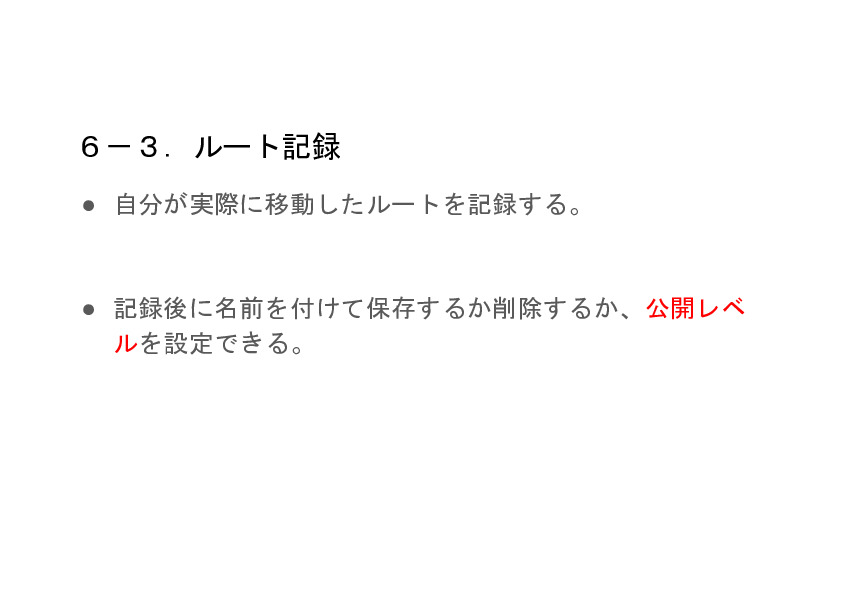 ６－３．ルート記録
● 自分が実際に移動したルートを記録する。
● 記録後に名前を付けて保存するか削除するか、公開レベ
ルを設定できる。